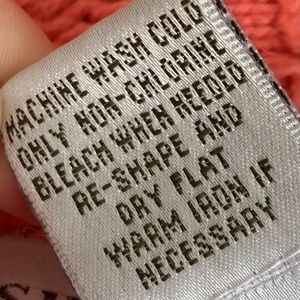 MACHINE WASH COLD
ONLY NON-CHLORINE
BLEACH WHEN NEEDED
RE-SHAPE AND
DRY FLAT
WARM IRON IF
NECESSARY